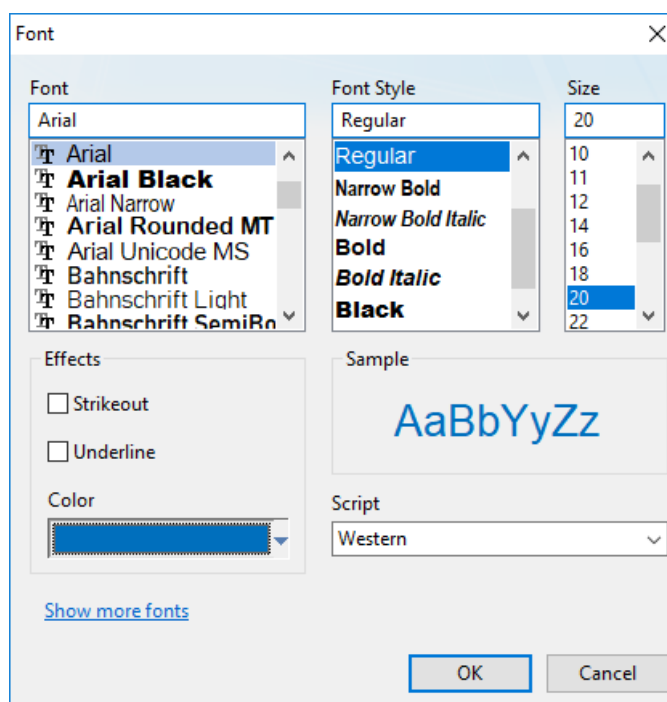 Font
Font
Font Style
Size
Arial
Regular
20
Arial
Arial Black
Arial Narrow
Arial Rounded MT
Arial Unicode MS
Bahnschrift
Bahnschrift Light
Bahnschrift SemiBo
Regular
Narrow Bold
Narrow Bold Italic
Bold
Bold Italic
Black
10
11
12
14
16
18
20
22
Effects
Strikeout
Underline
Color
Sample
AaBbYyZz
Script
Western
Show more fonts
OK
Cancel